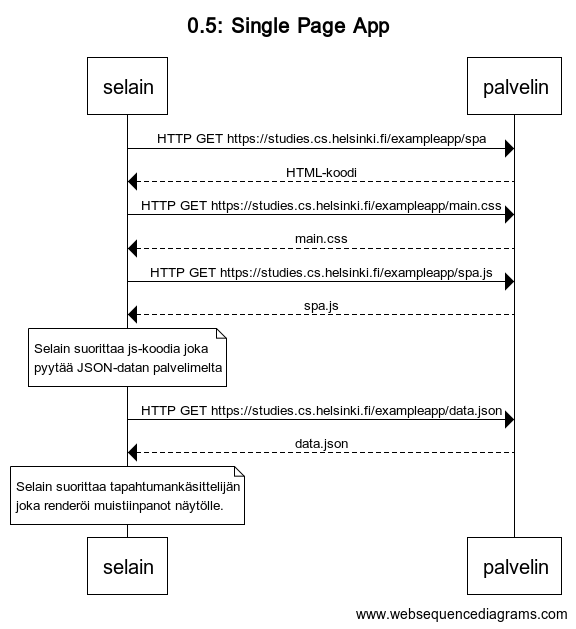 0.5: Single Page App
selain
palvelin
HTTP GET https://studies.cs.helsinki.fi/exampleapp/spa
HTML-koodi
HTTP GET https://studies.cs.helsinki.fi/exampleapp/main.css
main.css
HTTP GET https://studies.cs.helsinki.fi/exampleapp/spa.js
spa.js
Selain suorittaa js-koodia joka
pyytää JSON-datan palvelimelta
HTTP GET https://studies.cs.helsinki.fi/exampleapp/data.json
data.json
Selain suorittaa tapahtumankäsittelijän
joka renderöi muistiinpanot näytölle.
selain
palvelin
www.websequencediagrams.com